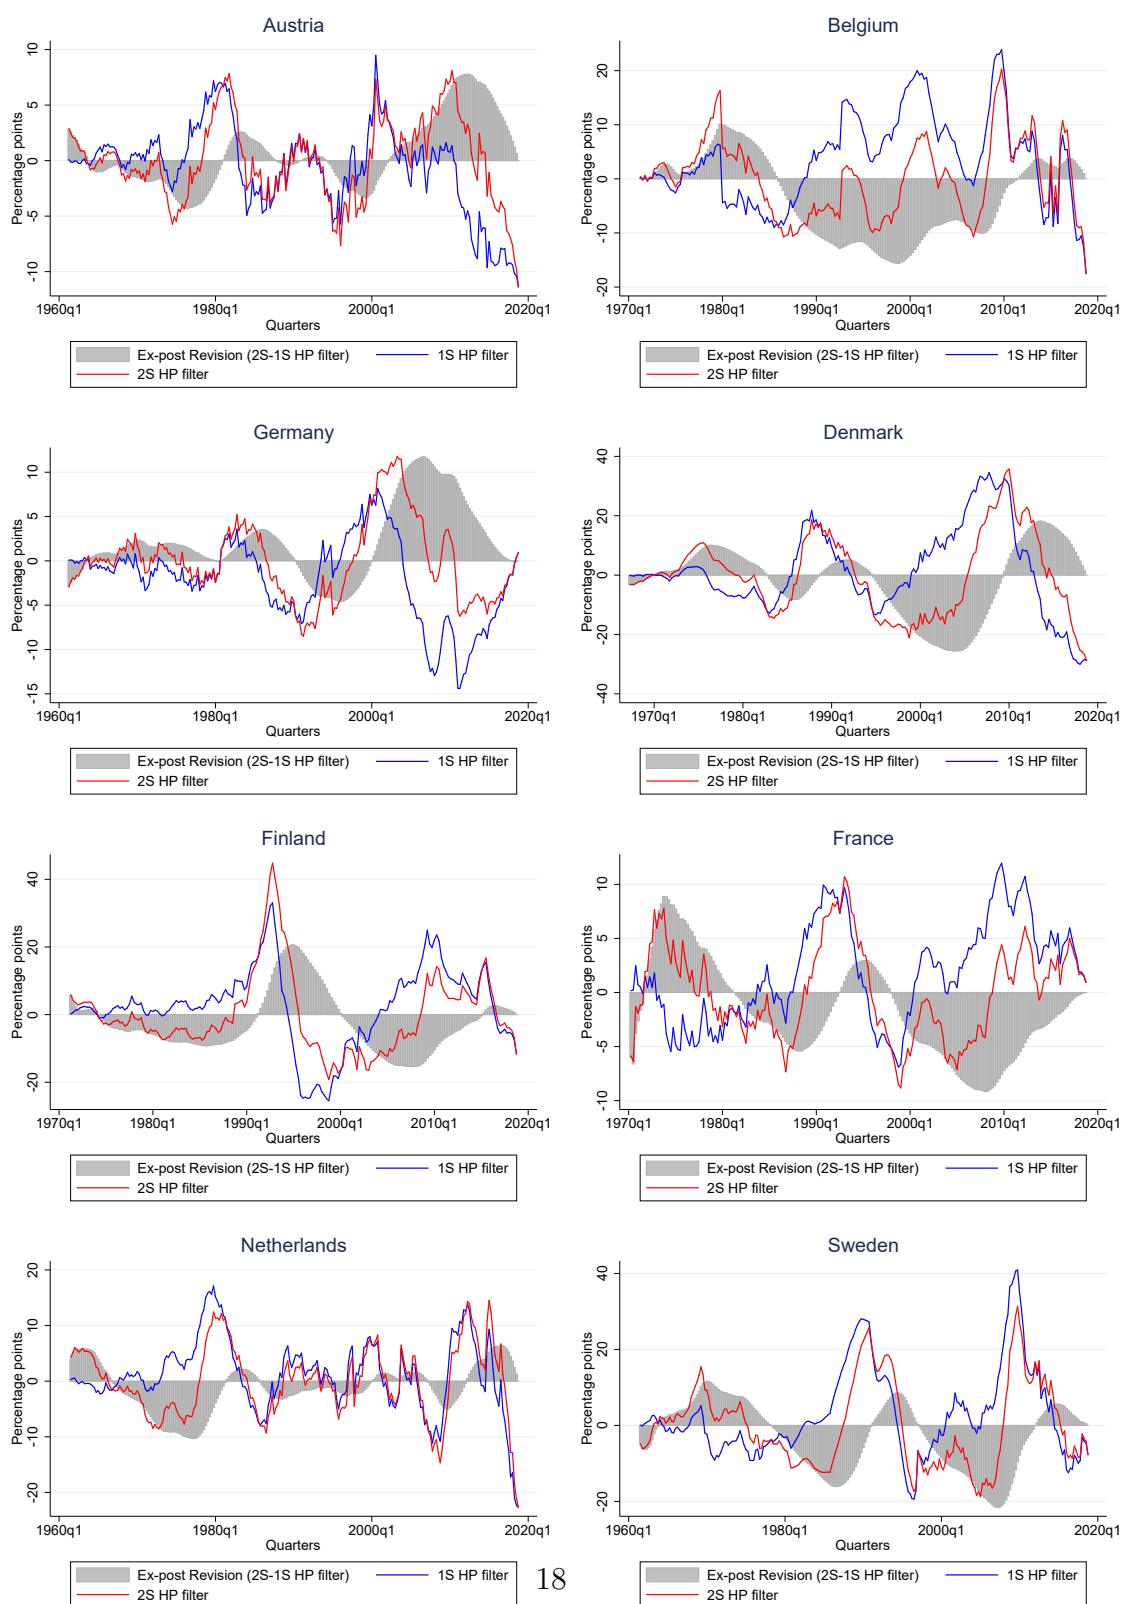 Austria
Belgium
Percentage points
10
5
0
-5
-10
1960q1 1980q1 2000q1 2020q1
Quarters
Ex-post Revision (2S-1S HP filter) 1S HP filter
2S HP filter
Percentage points
20
10
0
-10
-20
1970q1 1980q1 1990q1 2000q1 2010q1 2020q1
Quarters
Ex-post Revision (2S-1S HP filter) 1S HP filter
2S HP filter
Germany
Denmark
Percentage points
10
5
0
-5
-10
-15
1960q1 1980q1 2000q1 2020q1
Quarters
Ex-post Revision (2S-1S HP filter) 1S HP filter
2S HP filter
Percentage points
40
20
0
-20
-40
1970q1 1980q1 1990q1 2000q1 2010q1 2020q1
Quarters
Ex-post Revision (2S-1S HP filter) 1S HP filter
2S HP filter
Finland
France
Percentage points
40
20
0
-20
1970q1 1980q1 1990q1 2000q1 2010q1 2020q1
Quarters
Ex-post Revision (2S-1S HP filter) 1S HP filter
2S HP filter
Percentage points
10
5
0
-5
-10
1970q1 1980q1 1990q1 2000q1 2010q1 2020q1
Quarters
Ex-post Revision (2S-1S HP filter) 1S HP filter
2S HP filter
Netherlands
Sweden
Percentage points
20
10
0
-10
-20
1960q1 1980q1 2000q1 2020q1
Quarters
Ex-post Revision (2S-1S HP filter) 1S HP filter
2S HP filter
Percentage points
40
20
0
-20
1960q1 1980q1 2000q1 2020q1
Quarters
Ex-post Revision (2S-1S HP filter) 1S HP filter
2S HP filter
18